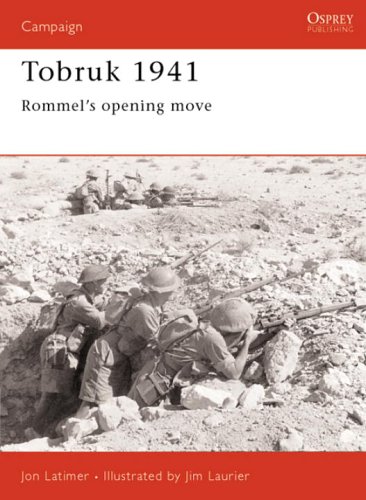 Campaign
OSPREY
PUBLISHING
Tobruk 1941
Rommel's opening move
Jon Latimer • Illustrated by Jim Laurier